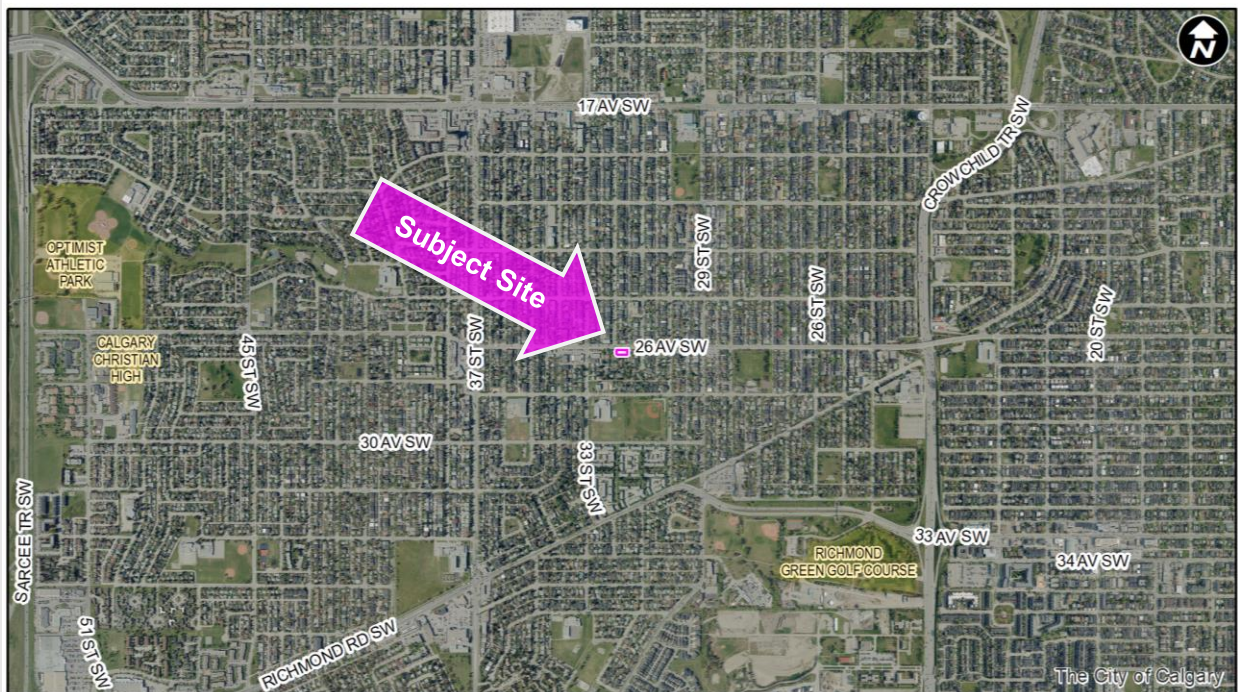 N
17 AV SW
CROWCHILD TR SW
Subject Site
29 ST SW
OPTIMIST
ATHLETIC
PARK
26 ST SW
20 ST SW
CALGARY
CHRISTIAN
HIGH
45 ST SW
37 ST SW
26 AV SW
30 AV SW
33 ST SW
SARCEE TR SW
33 AV SW
RICHMOND
GREEN GOLF COURSE
34 AV SW
51 ST SW
RICHMOND RD SW
The City of Calgary